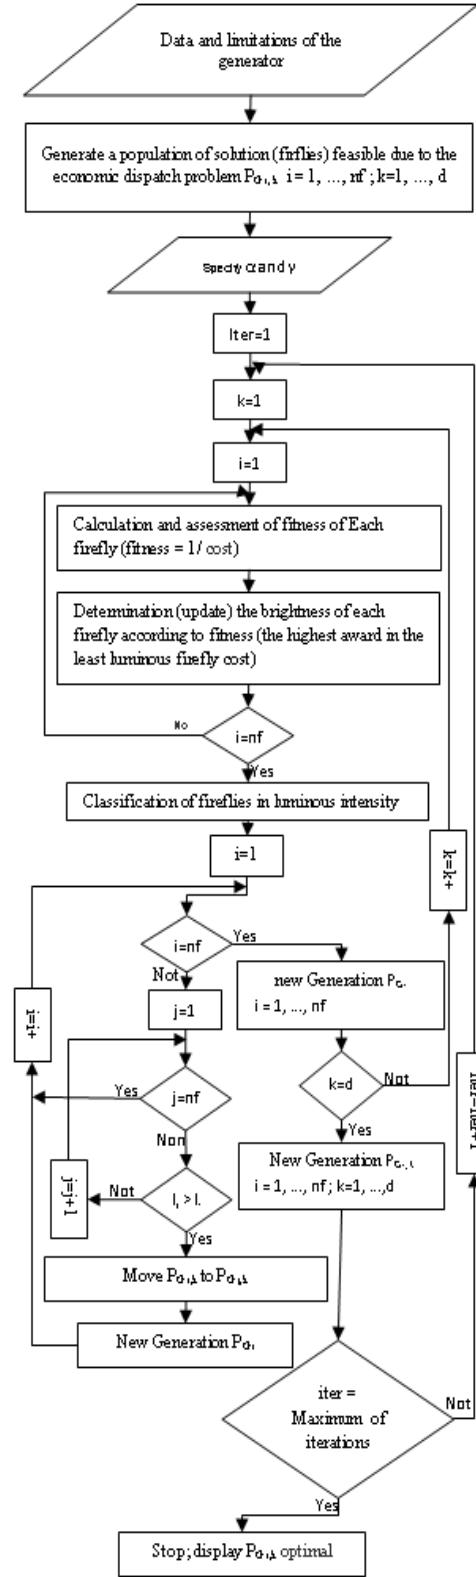 Data and limitations of the
generator
Generate a population of solution (firflies) feasible due to the
economic dispatch problem i = 1, ..., nf ; k=1, ..., d
Specify α and γ
Iter=1
k=1
i=1
Calculation and assessment of fitness of Each
firefly (fitness = 1/ cost)
Determination (update) the brightness of each
firefly according to fitness (the highest award in the
least luminous firefly cost)
No
i=nf
Yes
Classification of fireflies in luminous intensity
i=1
k=k+
i=nf
Yes
Not
new Generation
i = 1, ..., nf
i=i+
j=1
k=d
Not
Yes
j=nf
Yes
Non
Iter=Iter+1
New Generation
i = 1, ..., nf; k=1, ...,d
j=j+1
Not
Yes
Move to
New Generation
iter =
Maximum of
iterations
Not
Yes
Stop; display optimal